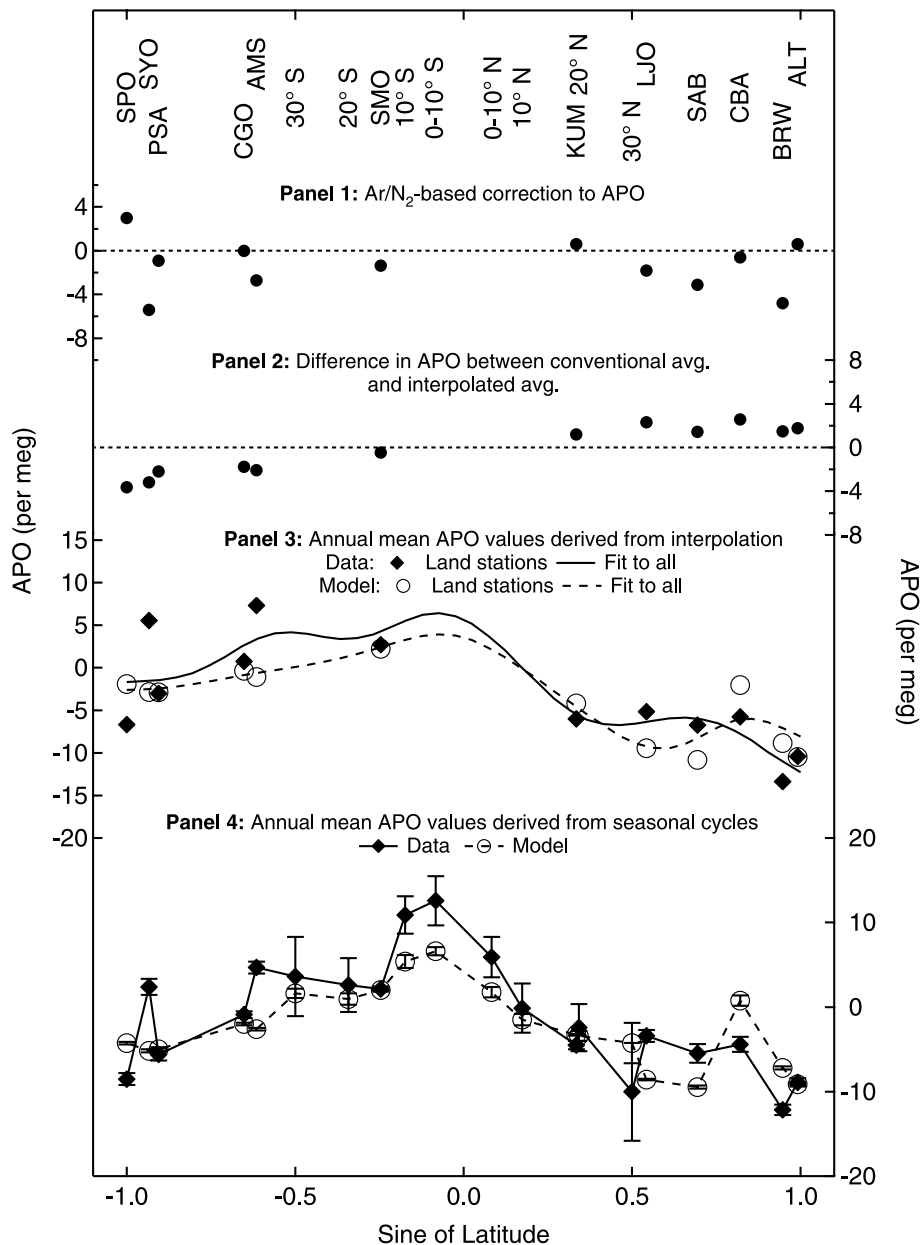 SPO
SYO
PSA
CGO
AMS
30° S
20° S
SMO
10° S
0-10° S
0-10° N
10° N
KUM
20° N
30° N
LJO
SAB
CBA
BRW
ALT
Panel 1: Ar/N2-based correction to APO
4
0
-4
-8
Panel 2: Difference in APO between conventional avg.
and interpolated avg.
8
4
0
-4
-8
Panel 3: Annual mean APO values derived from interpolation
Data: Land stations Fit to all
Model: Land stations Fit to all
15
10
5
0
-5
-10
-15
-20
APO (per meg)
APO (per meg)
Panel 4: Annual mean APO values derived from seasonal cycles
Data Model
20
10
0
-10
-20
-1.0 -0.5 0.0 0.5 1.0
Sine of Latitude